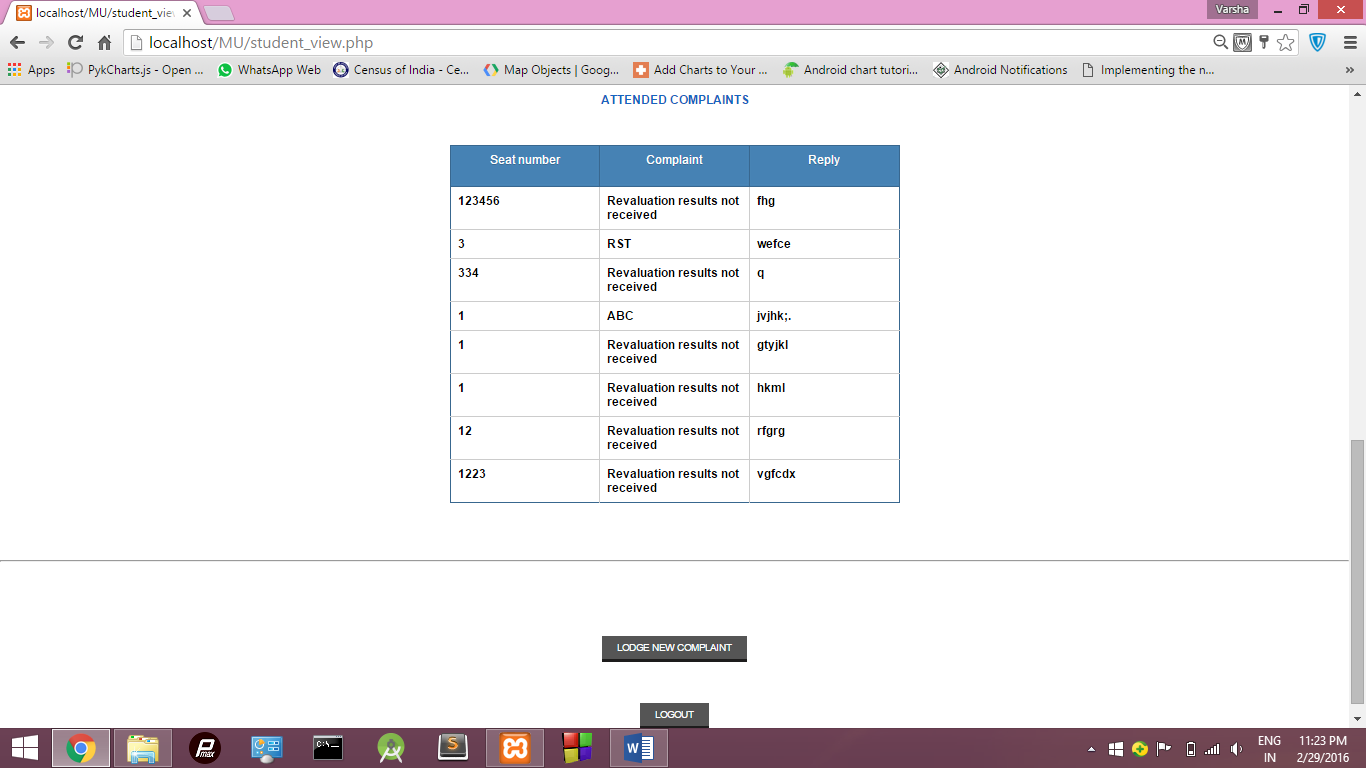 localhost/MU/student_vie
Varsha
localhost/MU/student_view.php
Apps
PykCharts.js - Open ...
WhatsApp Web
Census of India - Ce...
Map Objects | Goog...
Add Charts to Your ...
Android chart tutori...
Android Notifications
Implementing the n...
»
ATTENDED COMPLAINTS
Seat number Complaint Reply
123456 Revaluation results not fhg
received
3 RST wefce
334 Revaluation results not q
received
1 ABC jvjhk;.
1 Revaluation results not gtyjkl
received
1 Revaluation results not hkml
received
12 Revaluation results not rfgrg
received
1223 Revaluation results not vgfcdx
received
LODGE NEW COMPLAINT
LOGOUT
ENG 11:23 PM
IN 2/29/2016